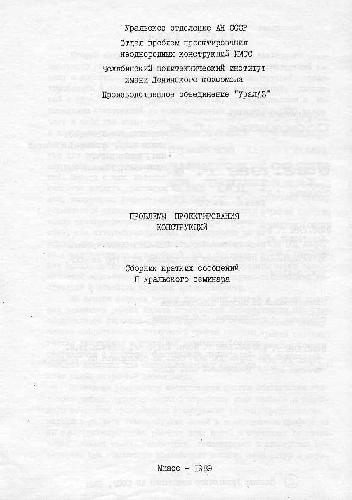 Уральское отделение АН СССР
Отдел проблем проектирования
неоднородных конструкций ИМСС
Челябинский политехнический институт
имени Ленинского комсомола
Производственное объединение "УралАЗ"
ПРОБЛЕМЫ ПРОЕКТИРОВАНИЯ
КОНСТРУКЦИЙ
Сборник кратких сообщений
П Уральского семинара
Миасс - 1989